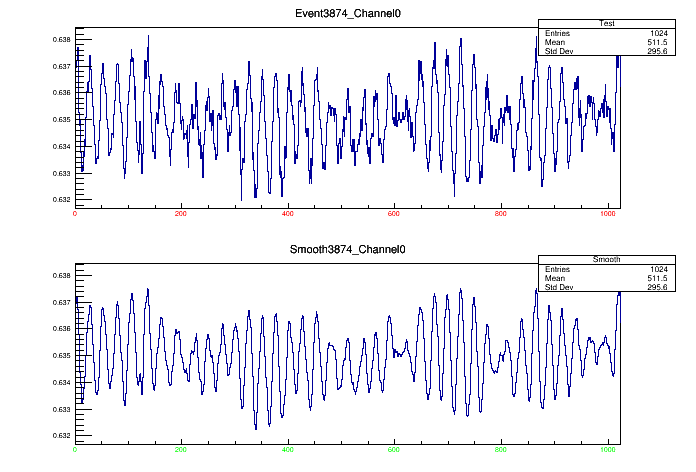 Event3874_Channel0
Test
Entries 1024
Mean 511.5
Std Dev 295.6
0.638
0.637
0.636
0.635
0.634
0.633
0.632
0 200 400 600 800 1000
Smooth3874_Channel0
Smooth
Entries 1024
Mean 511.5
Std Dev 295.6
0.638
0.637
0.636
0.635
0.634
0.633
0.632
0 200 400 600 800 1000